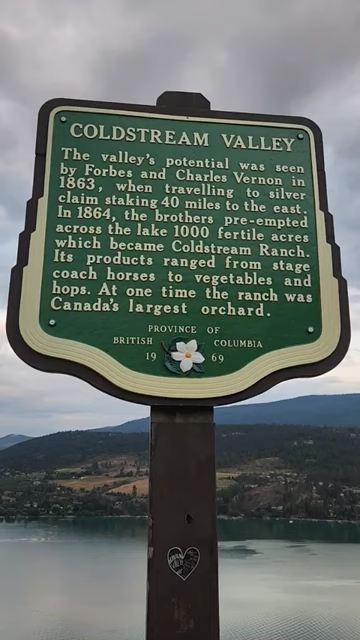 COLDSTREAM VALLEY
The valley's potential was seen
by Forbes and Charles Vernon in
1863, when travelling to silver
claim staking 40 miles to the east.
In 1864, the brothers pre-empted
across the lake 1000 fertile acres
which became Coldstream Ranch.
Its products ranged from stage
coach horses to vegetables and
hops. At one time the ranch was
Canada's largest orchard.
PROVINCE OF
BRITISH COLUMBIA
19 69